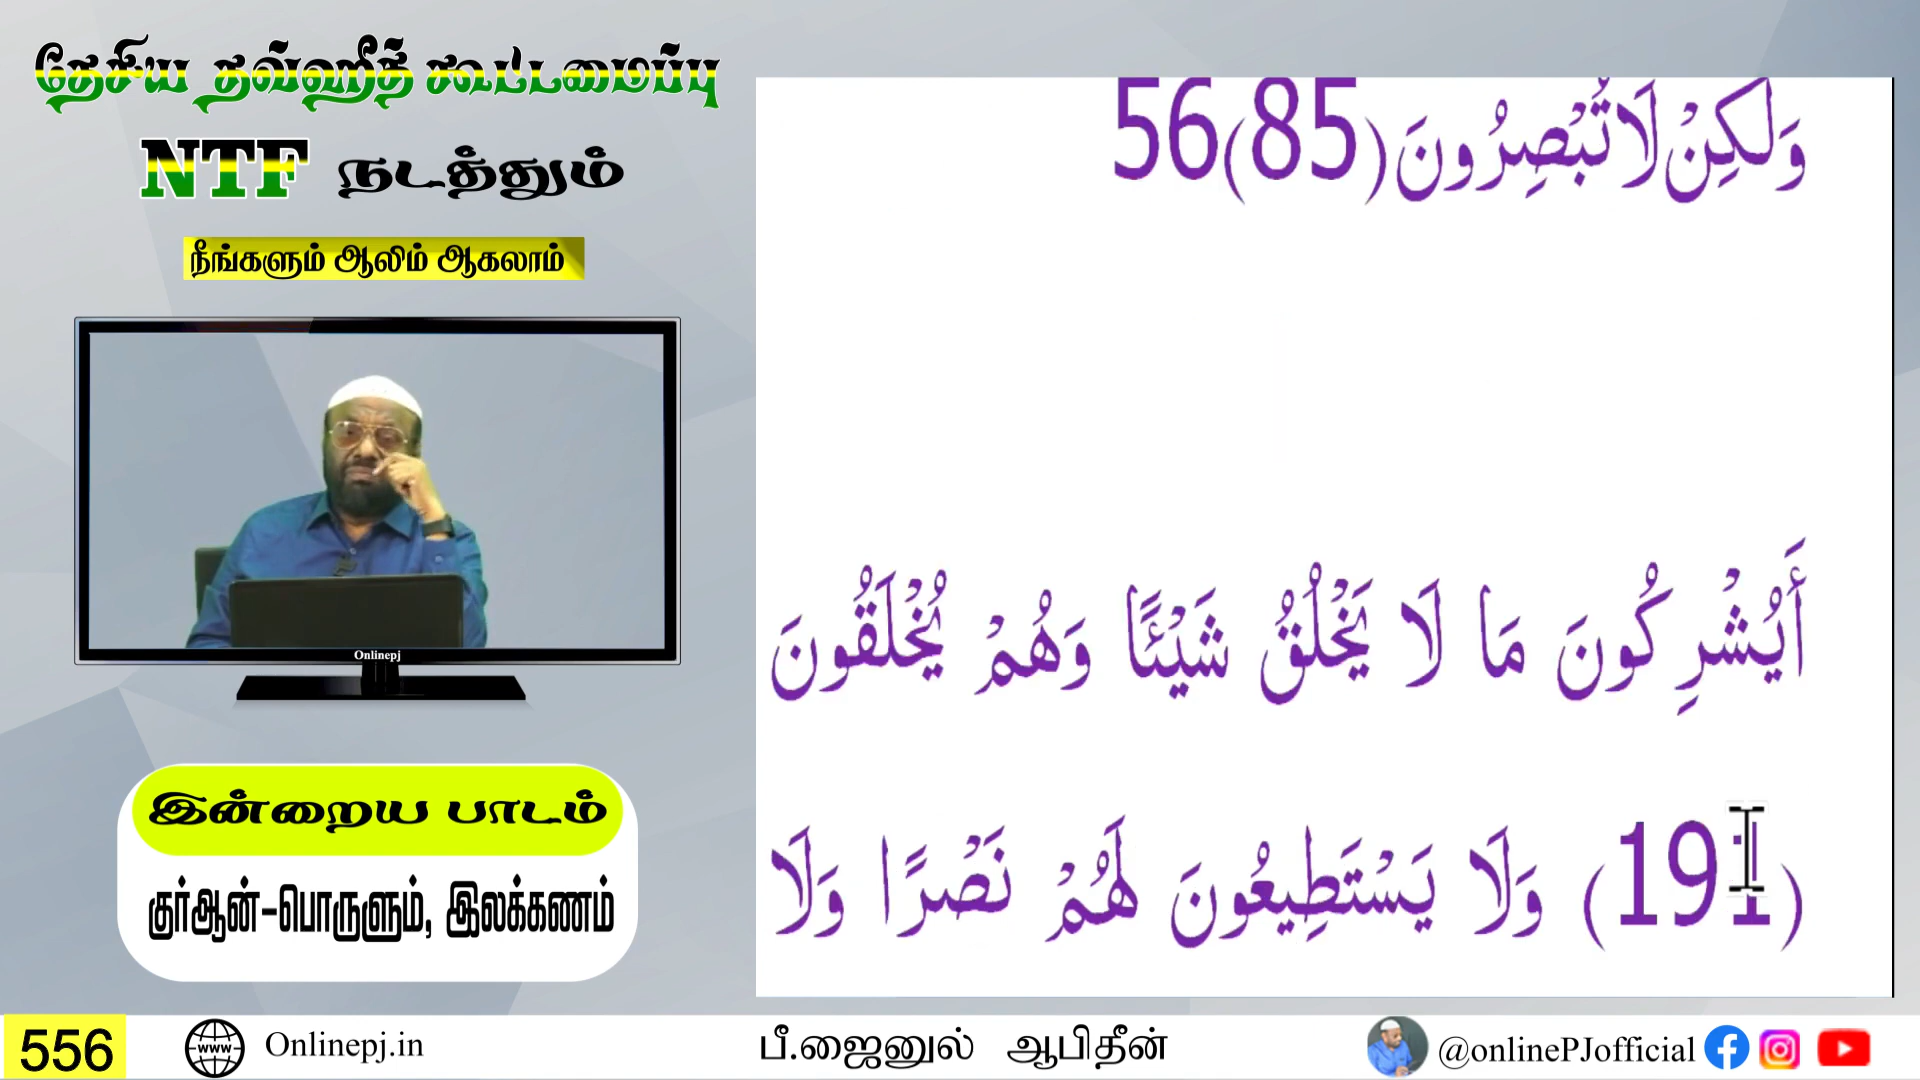 தேசிய தவ்ஹீத் கூட்டமைப்பு
NTF நடத்தும்
நீங்களும் ஆலிம் ஆகலாம்
Onlinepj
இன்றைய பாடம்
குர்ஆன்-பொருளும், இலக்கணம்
وَلَكِنْ لَا تُبْصِرُونَ (85)56
أَيُشْرِكُونَ مَا لَا يَخْلُقُ شَيْئًا وَهُمْ يُخْلَقُونَ
(191) وَلَا يَسْتَطِيعُونَ لَهُمْ نَصْرًا وَلَا
556
www
Onlinepj.in
பீ.ஜைனுல் ஆபிதீன்
@onlinePJofficial